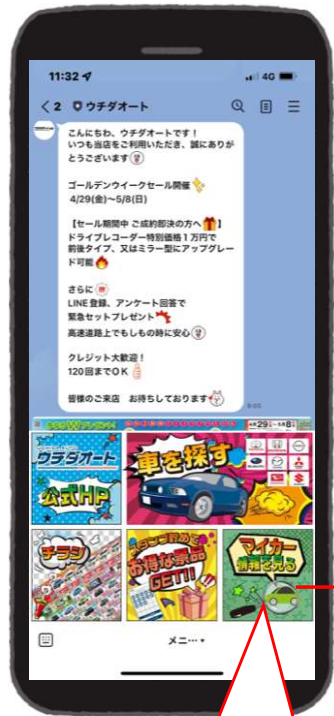 11:32
4G
2 ウチダオート
こんにちわ、ウチダオートです！
いつも当店をご利用いただき、誠にありが
とうございます
ゴールデンウイークセール開催
4/29(金)〜5/8(日)
【セール期間中 ご成約即決の方へ】
ドライブレコーダー特別価格１万円で
前後タイプ、又はミラー型にアップグレー
ド可能
さらに
LINE登録、アンケート回答で
緊急セットプレゼント
高速道路上でもしもの時に安心
クレジット大歓迎！
120回までＯＫ
皆様のご来店 お待ちしております
9:05
29 8
ウチダオート
公式HP
車を探す
チラシ
スタンプ貯めて
お得な景品
GET!!
マイカー
情報を見る
メニ…